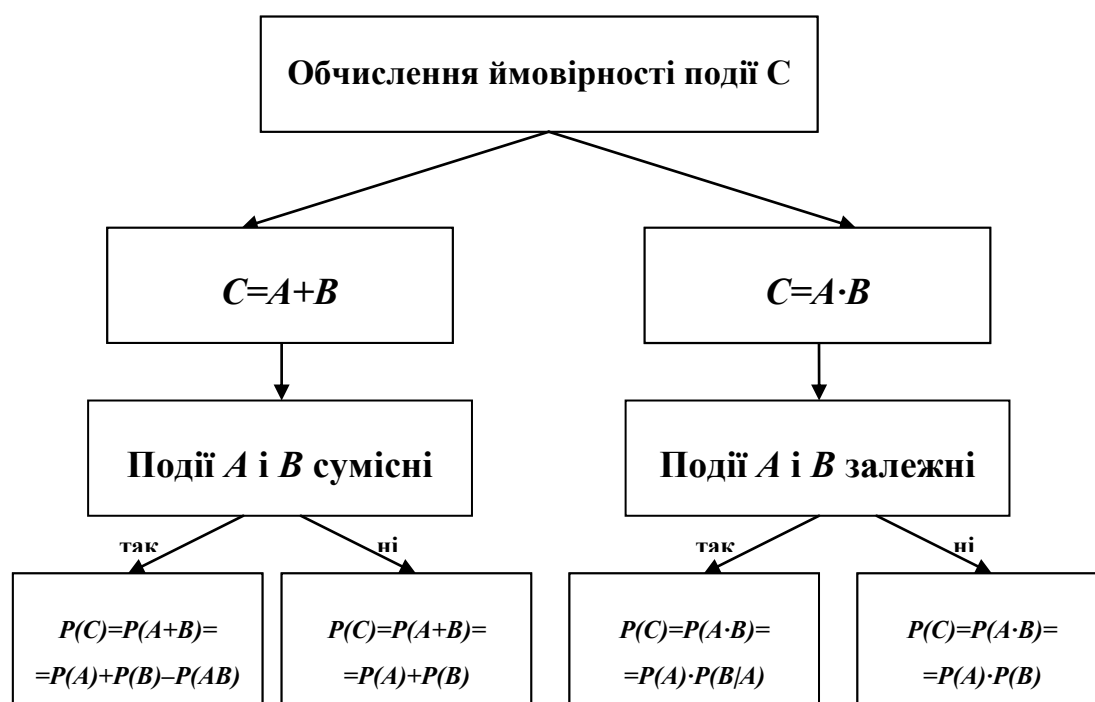 Обчислення ймовірності події С
C=A+B
C=A·B
Події A і B сумісні
Події A і B залежні
так
ні
так
ні
P(C)=P(A+B)=
=P(A)+P(B)–P(AB)
P(C)=P(A+B)=
=P(A)+P(B)
P(C)=P(A·B)=
=P(A)·P(B/A)
P(C)=P(A·B)=
=P(A)·P(B)